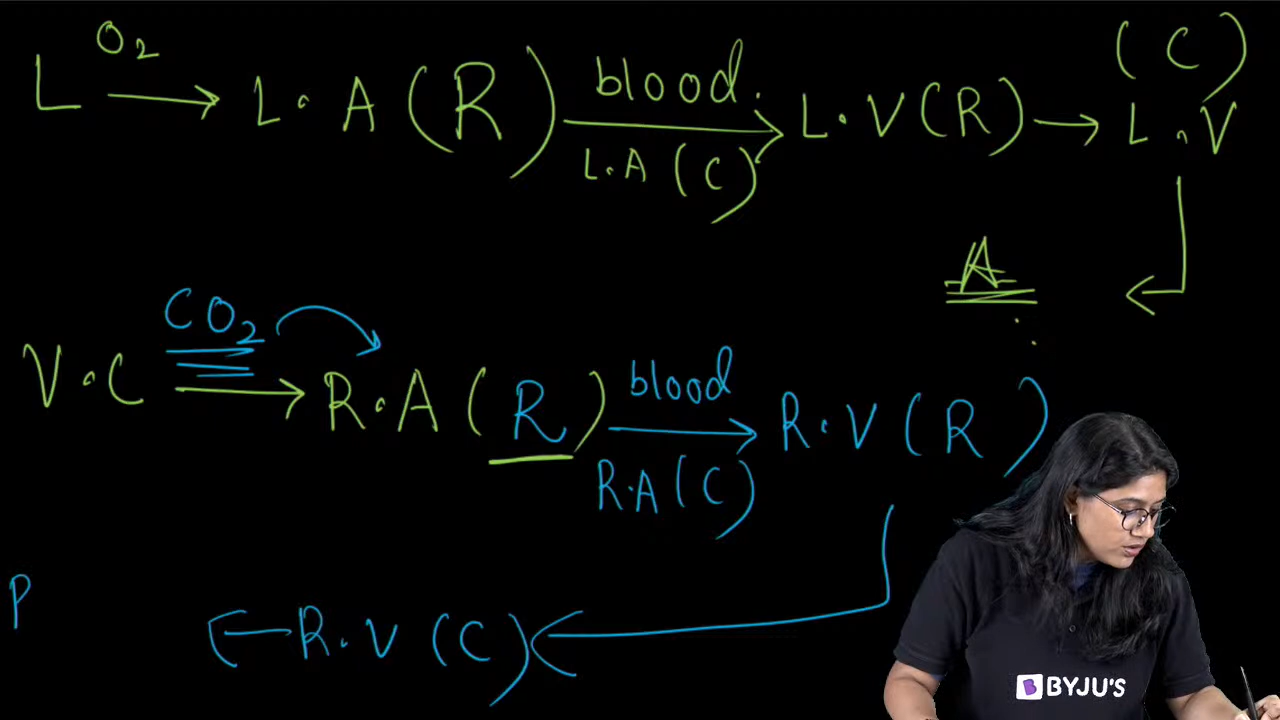 (C)
L O₂ → L.A(R) blood. → L.V(R) → L.V
L.A(C)
A
V.C CO₂ → R.A(R) blood → R.V(R)
R.A(C)
P ← R.V(C) ←
BYJU'S